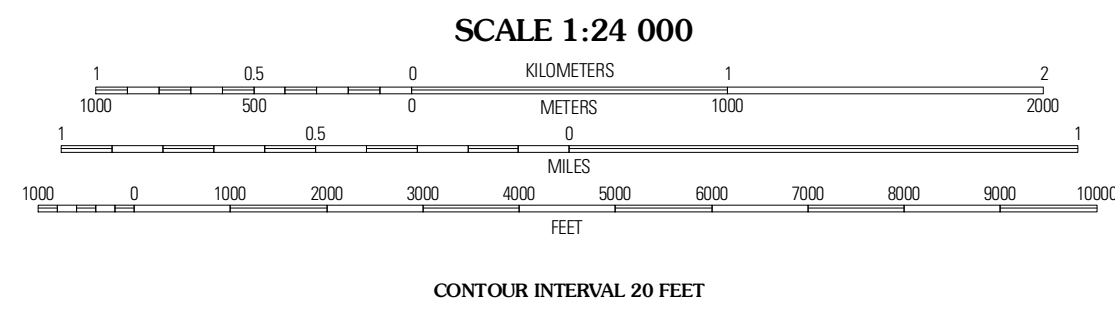 SCALE 1:24 000
1 0.5 0 KILOMETERS 1 2
1000 500 0 METERS 1000 2000
1 0.5 0 1
MILES
1000 0 1000 2000 3000 4000 5000 6000 7000 8000 9000 10000
FEET
CONTOUR INTERVAL 20 FEET